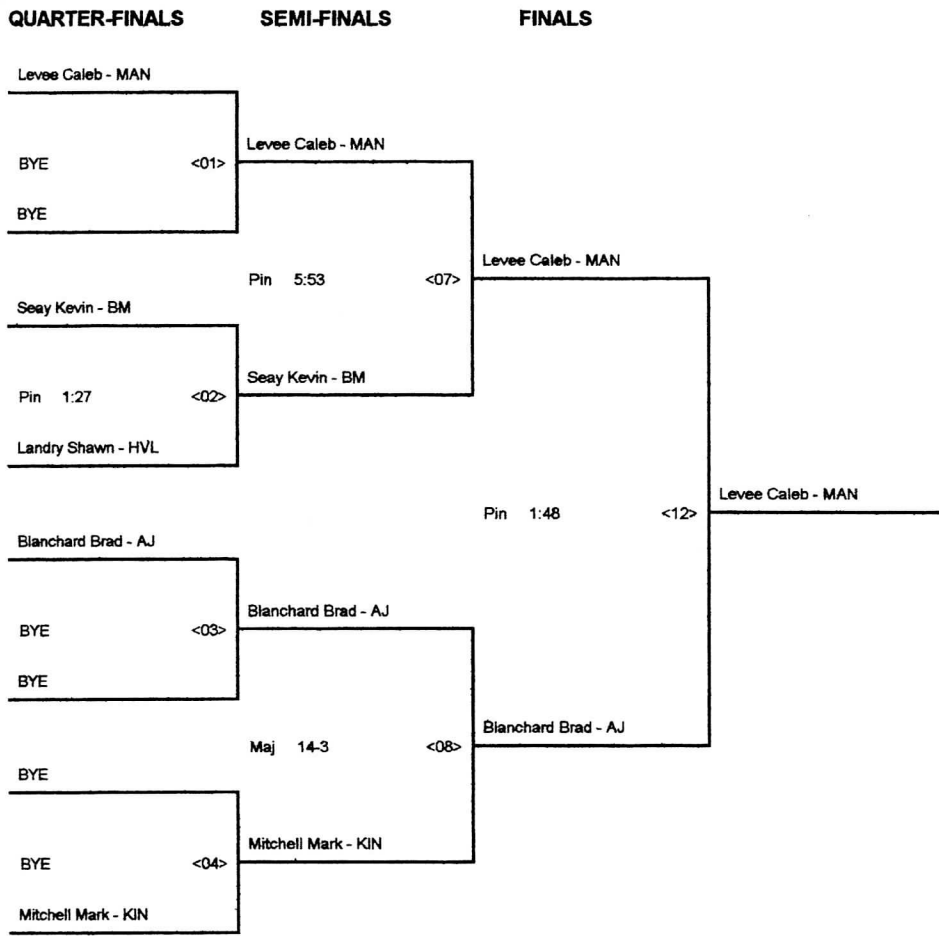 QUARTER-FINALS SEMI-FINALS FINALS
Levee Caleb - MAN
BYE <01>
BYE
Levee Caleb - MAN
Seay Kevin - BM
Pin 1:27 <02>
Landry Shawn - HVL
Pin 5:53 <07>
Seay Kevin - BM
Levee Caleb - MAN
Blanchard Brad - AJ
BYE <03>
BYE
Blanchard Brad - AJ
BYE
BYE <04>
Mitchell Mark - KIN
Maj 14-3 <08>
Mitchell Mark - KIN
Blanchard Brad - AJ
Pin 1:48 <12>
Levee Caleb - MAN